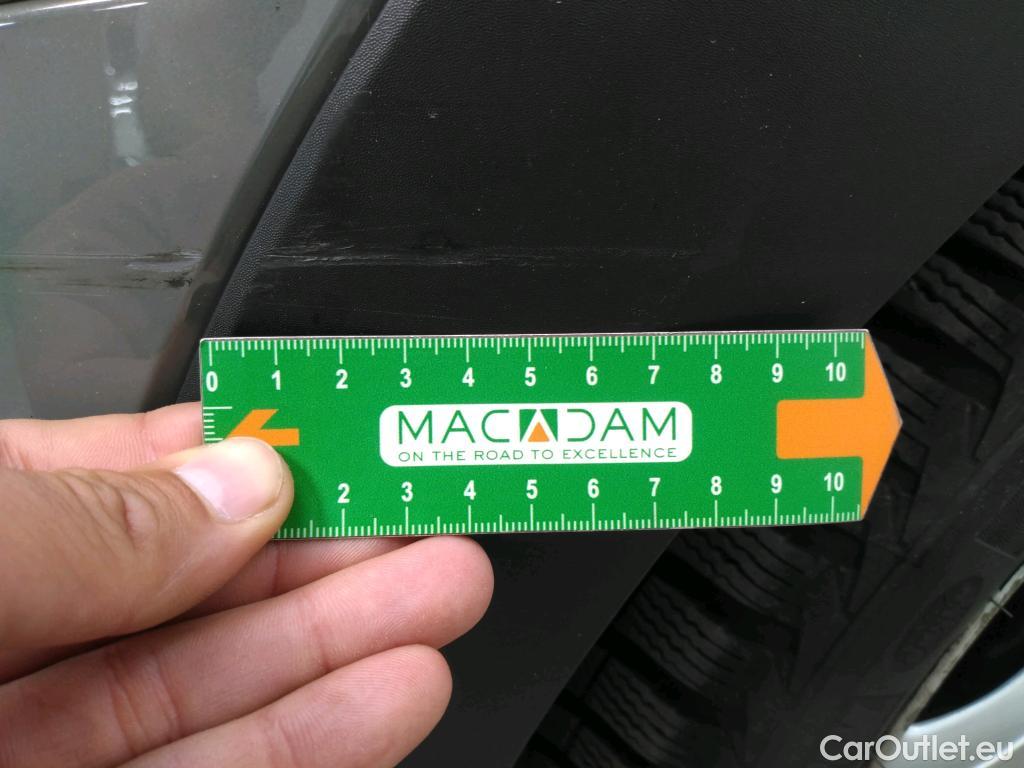 0 1 2 3 4 5 6 7 8 9 10
MACADAM
ON THE ROAD TO EXCELLENCE
2 3 4 5 6 7 8 9 10
CarOutlet.eu